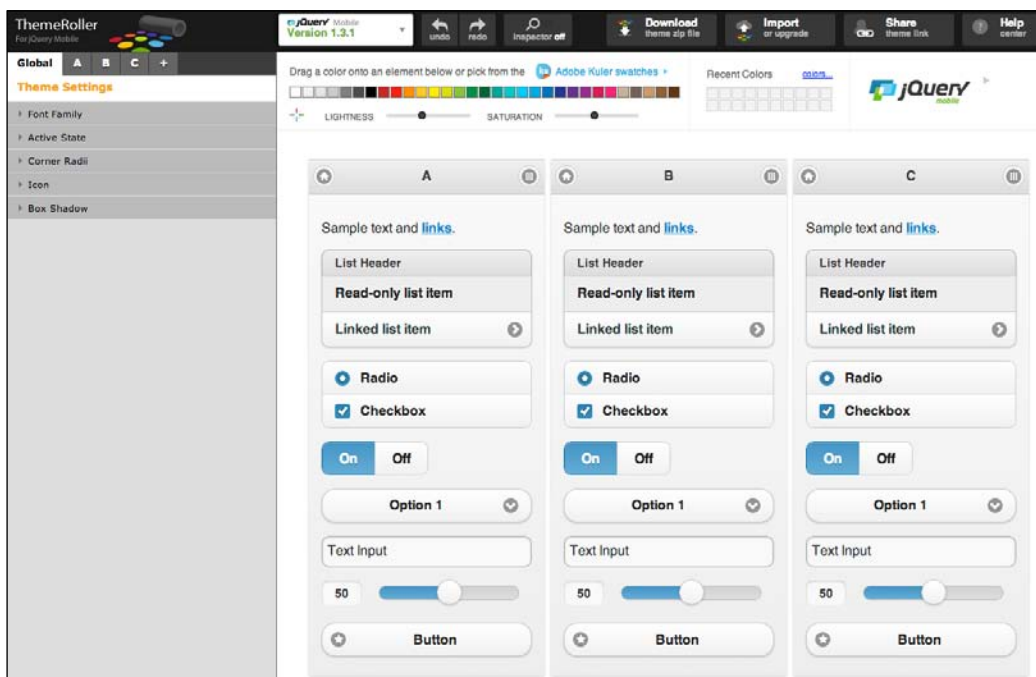 ThemeRoller
For jQuery Mobile
jQuery Mobile
Version 1.3.1
undo
redo
inspector off
Download
theme zip file
Import
or upgrade
Share
theme link
Help
center
Global A B C +
Theme Settings
Font Family
Active State
Corner Radii
Icon
Box Shadow
Drag a color onto an element below or pick from the Adobe Kuler swatches
LIGHTNESS
SATURATION
Recent Colors
colors...
jQuery
mobile
A
Sample text and links.
List Header
Read-only list item
Linked list item
Radio
Checkbox
On Off
Option 1
Text Input
50
Button
B
Sample text and links.
List Header
Read-only list item
Linked list item
Radio
Checkbox
On Off
Option 1
Text Input
50
Button
C
Sample text and links.
List Header
Read-only list item
Linked list item
Radio
Checkbox
On Off
Option 1
Text Input
50
Button